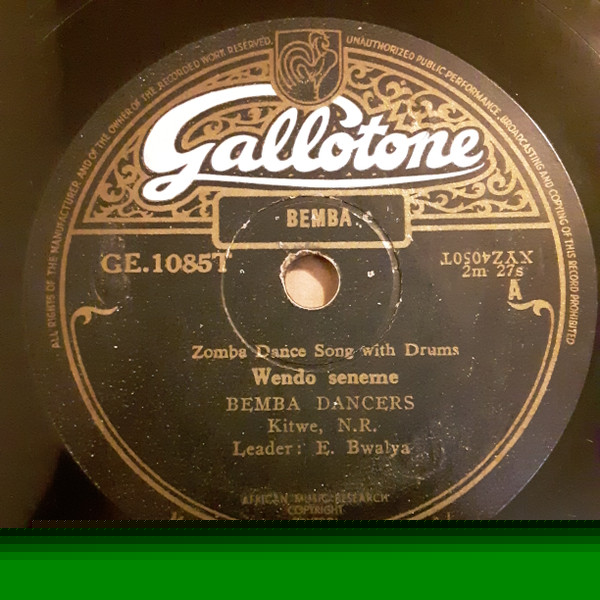 ALL RIGHTS OF THE MANUFACTURER AND OF THE OWNER OF THE RECORDED WORK RESERVED.
UNAUTHORIZED PUBLIC PERFORMANCE, BROADCASTING AND COPYING OF THIS RECORD PROHIBITED
Gallotone
BEMBA
GE.1085T
XYZ4050T
2m 27s
A
Zomba Dance Song with Drums
Wendo seneme
BEMBA DANCERS
Kitwe, N.R.
Leader: E. Bwalya
AFRICAN MUSIC RESEARCH
COPYRIGHT